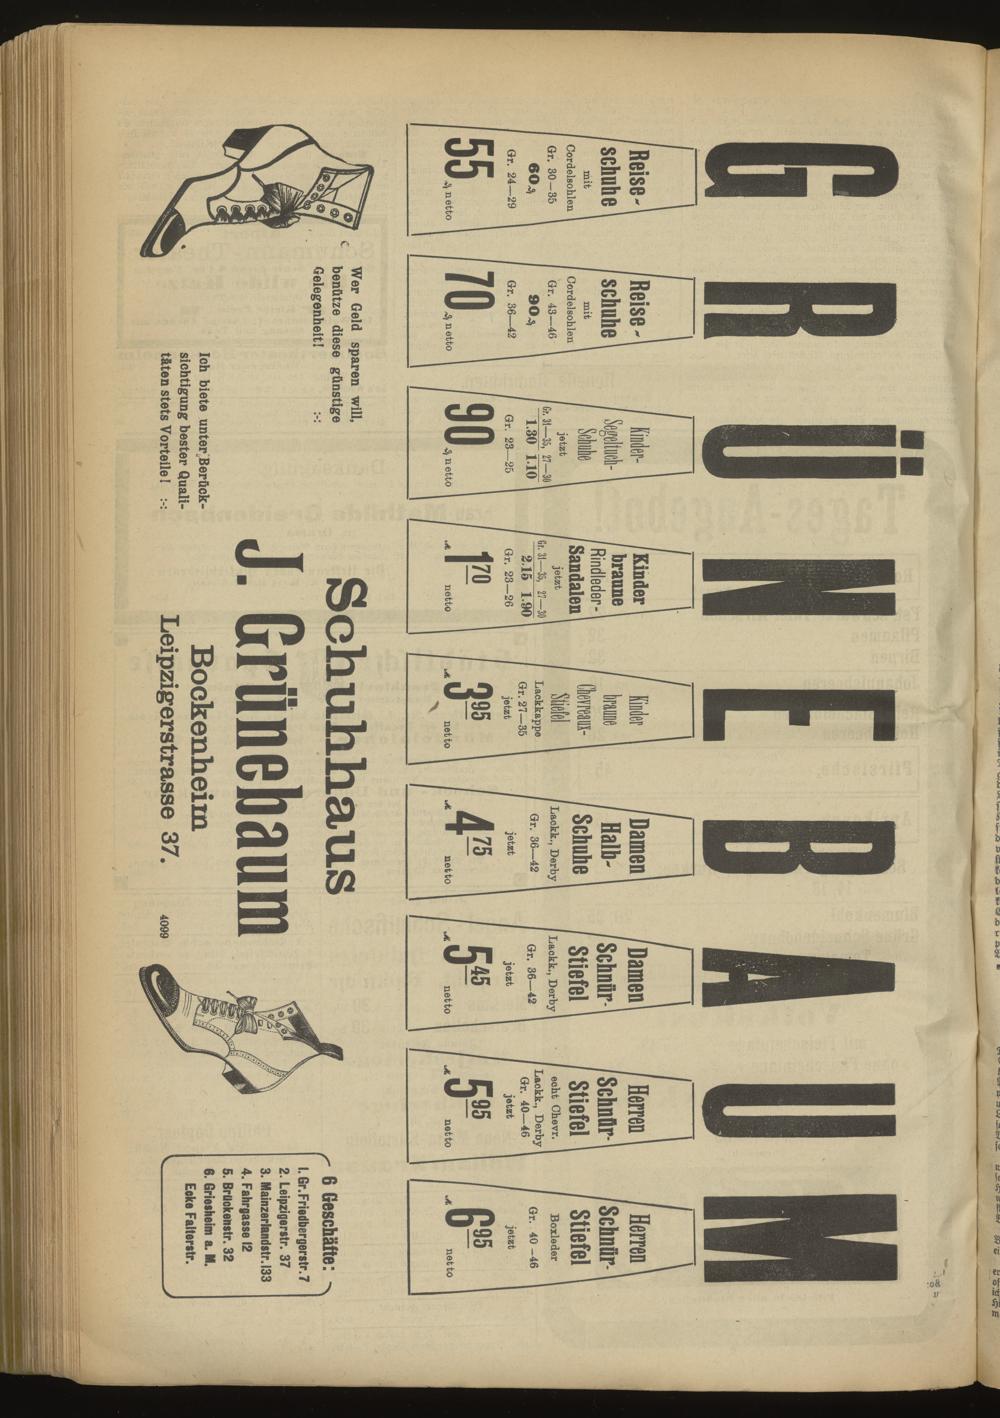 GRÜNEBAUM
Reise-
schuhe
mit
Cordelsohlen
Gr. 30—35
60 ₰
Gr. 24—29
55 ₰ netto
Reise-
schuhe
mit
Cordelsohlen
Gr. 43—46
90 ₰
Gr. 36—42
70 ₰ netto
Kinder-
Segeltuch-
Schuhe
jetzt
Gr. 31—35, 27—30
1.30 1.10
Gr. 23—25
90 ₰ netto
Kinder
braune
Rindleder-
Sandalen
jetzt
Gr. 31—35, 27—30
2.15 1.90
Gr. 23—26
ℳ 1 70 netto
Kinder
braune
Chevreaux-
Stiefel
Lackkappe
Gr. 27—35
jetzt
ℳ 3 95 netto
Damen
Halb-
Schuhe
Lackk., Derby
Gr. 36—42
jetzt
ℳ 4 75 netto
Damen
Schnür-
Stiefel
Lackk., Derby
Gr. 36—42
jetzt
ℳ 5 45 netto
Herren
Schnür-
Stiefel
echt Chevr.
Lackk., Derby
Gr. 40—46
jetzt
ℳ 5 95 netto
Herren
Schnür-
Stiefel
Boxleder
Gr. 40—46
jetzt
ℳ 6 95 netto
Wer Geld sparen will,
benütze diese günstige
Gelegenheit! :-:
Ich biete unter Berück-
sichtigung bester Quali-
täten stets Vorteile! :-:
Schuhhaus
J. Grünebaum
Bockenheim
Leipzigerstrasse 37.
4099
6 Geschäfte:
1. Gr. Friedbergerstr. 7
2. Leipzigerstr. 37
3. Mainzerlandstr. 133
4. Fahrgasse 12
5. Brückenstr. 32
6. Griesheim a. M.
Ecke Falterstr.